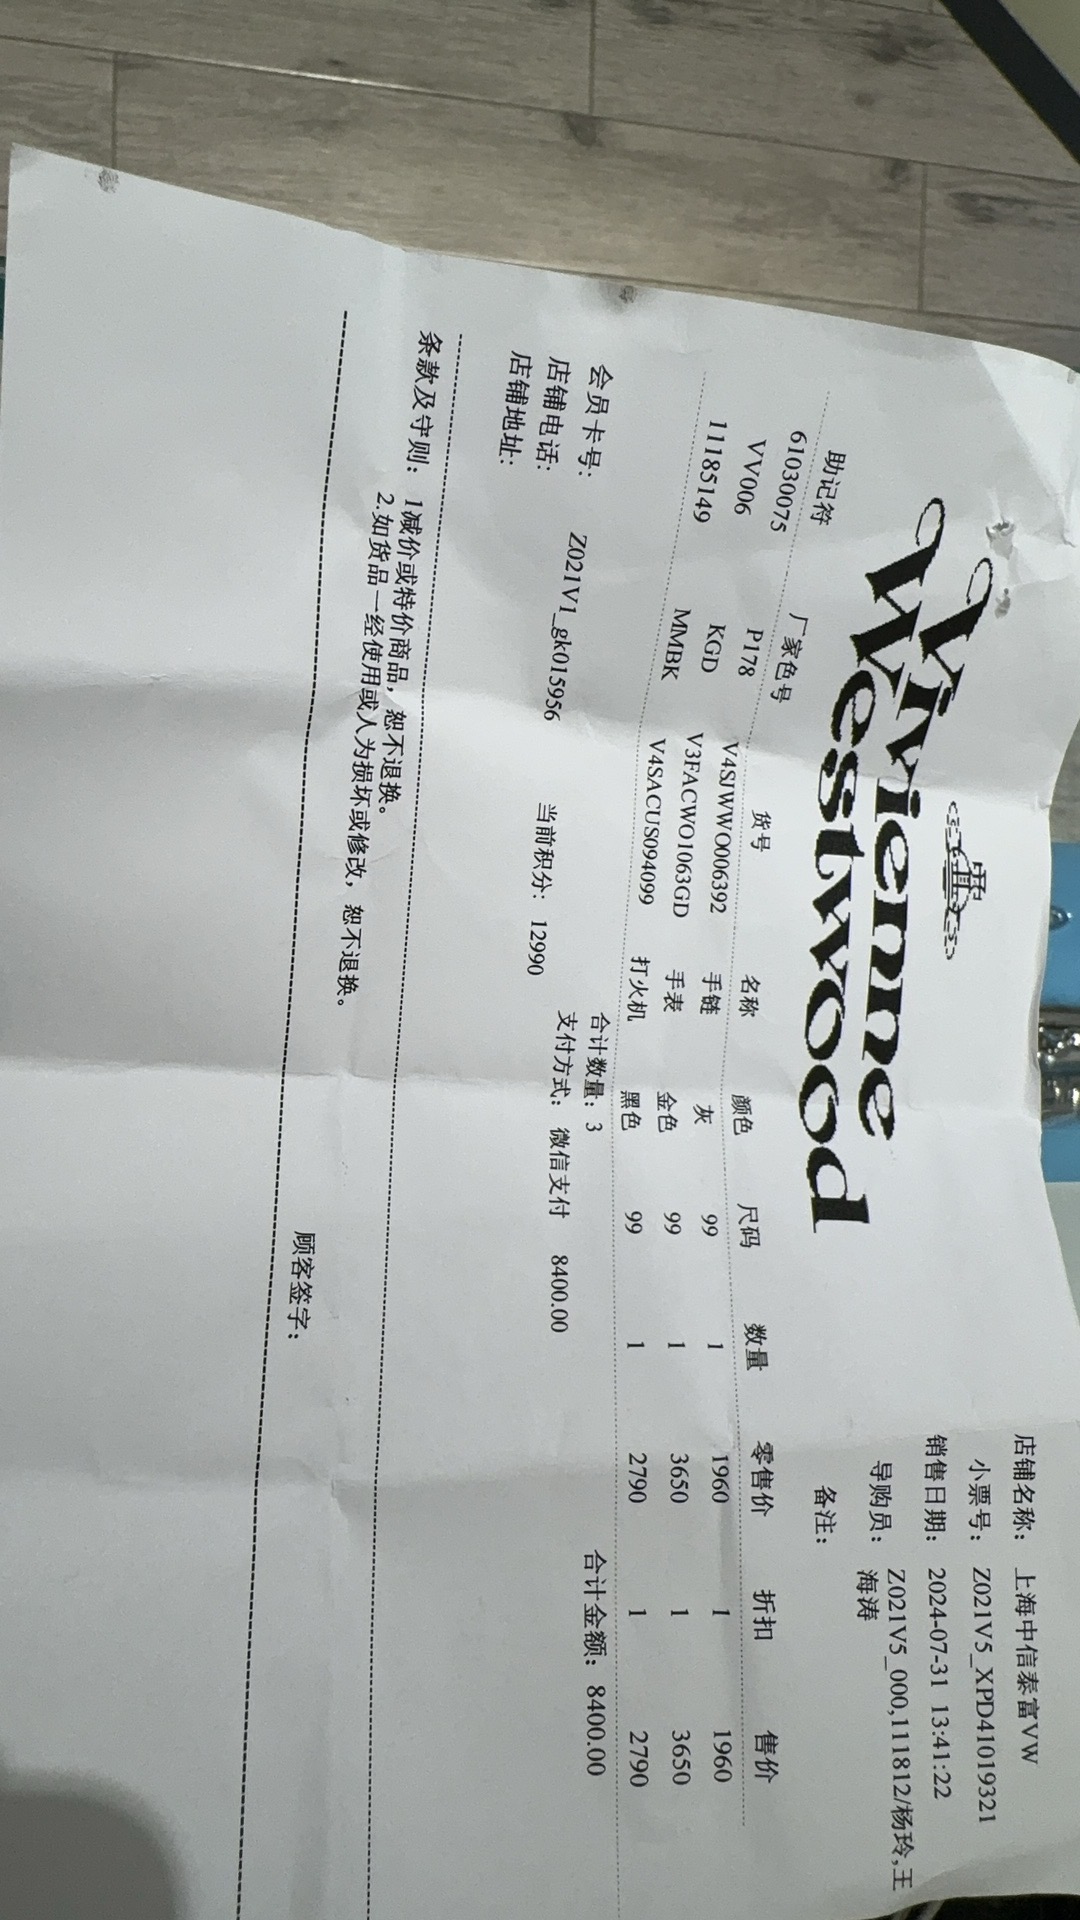 Vivienne
Westwood
店铺名称： 上海中信泰富VW
小票号： Z021V5_XPD41019321
销售日期： 2024-07-31 13:41:22
导购员： Z021V5_000,111812/杨玲,王
海涛
备注：
助记符 厂家色号 货号 名称 颜色 尺码 数量 零售价 折扣 售价
61030075 P178 V4SJWWO006392 手链 灰 99 1 1960 1 1960
VV006 KGD V3FACWO1063GD 手表 金色 99 1 3650 1 3650
11185149 MMBK V4SACUS094099 打火机 黑色 99 1 2790 1 2790
合计数量：3 合计金额：8400.00
会员卡号： Z021V1_gk015956 当前积分：12990 支付方式：微信支付 8400.00
店铺电话：
店铺地址：
条款及守则： 1减价或特价商品，恕不退换。
2.如货品一经使用或人为损坏或修改，恕不退换。
顾客签字：